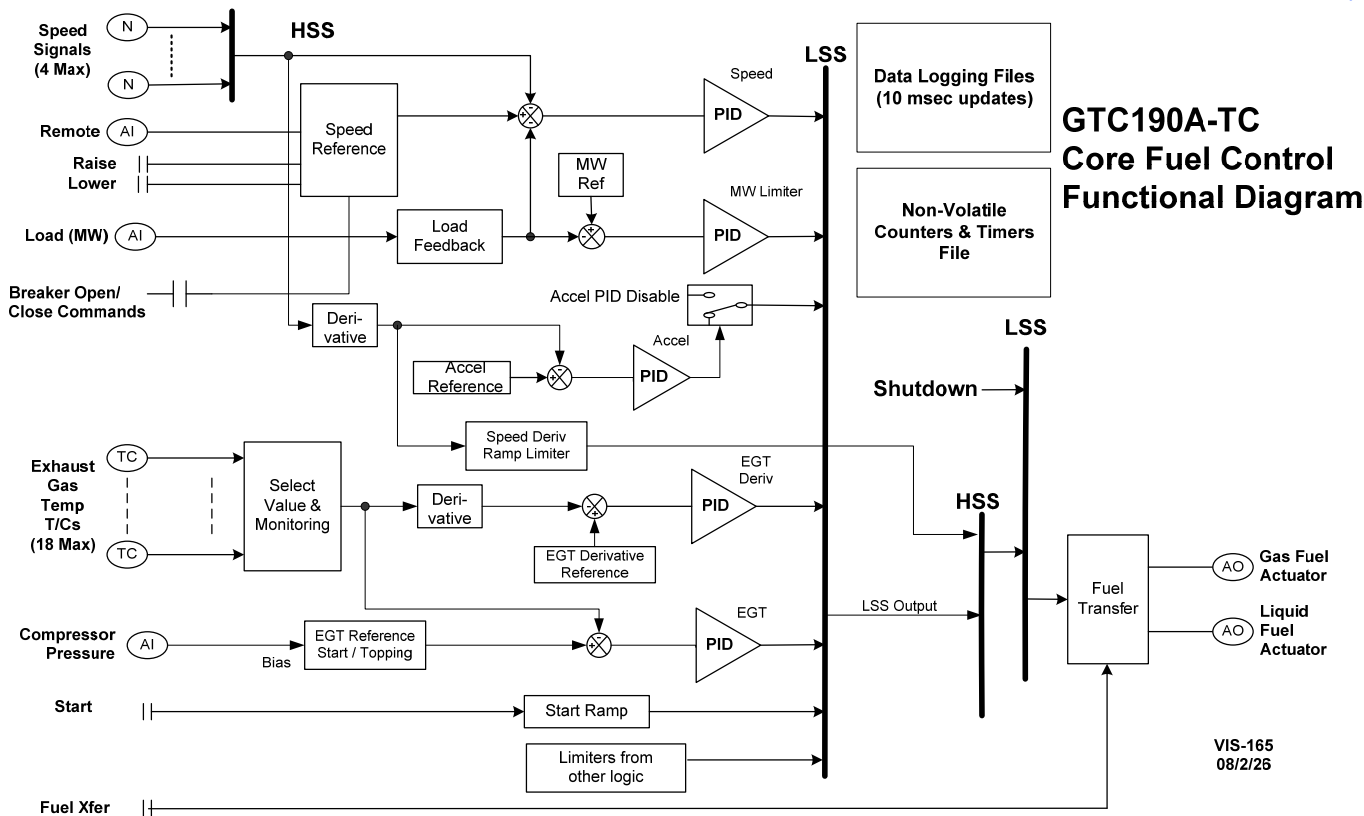 Speed
Signals
(4 Max)
N
N
HSS
Remote
AI
Raise
Lower
Speed
Reference
Load (MW)
AI
Load
Feedback
MW
Ref
Breaker Open/
Close Commands
Speed
PID
MW Limiter
PID
LSS
Data Logging Files
(10 msec updates)
Non-Volatile
Counters & Timers
File
GTC190A-TC
Core Fuel Control
Functional Diagram
Deri-
vative
Accel PID Disable
Accel
Reference
Accel
PID
Speed Deriv
Ramp Limiter
Exhaust
Gas
Temp
T/Cs
(18 Max)
TC
TC
Select
Value &
Monitoring
Deri-
vative
EGT Derivative
Reference
EGT
Deriv
PID
Compressor
Pressure
AI
Bias
EGT Reference
Start / Topping
EGT
PID
Start
Start Ramp
Limiters from
other logic
Fuel Xfer
LSS Output
HSS
LSS
Shutdown
Fuel
Transfer
AO
Gas Fuel
Actuator
AO
Liquid
Fuel
Actuator
VIS-165
08/2/26
+
-
-
-
+
+
-
+
-
+
-
+